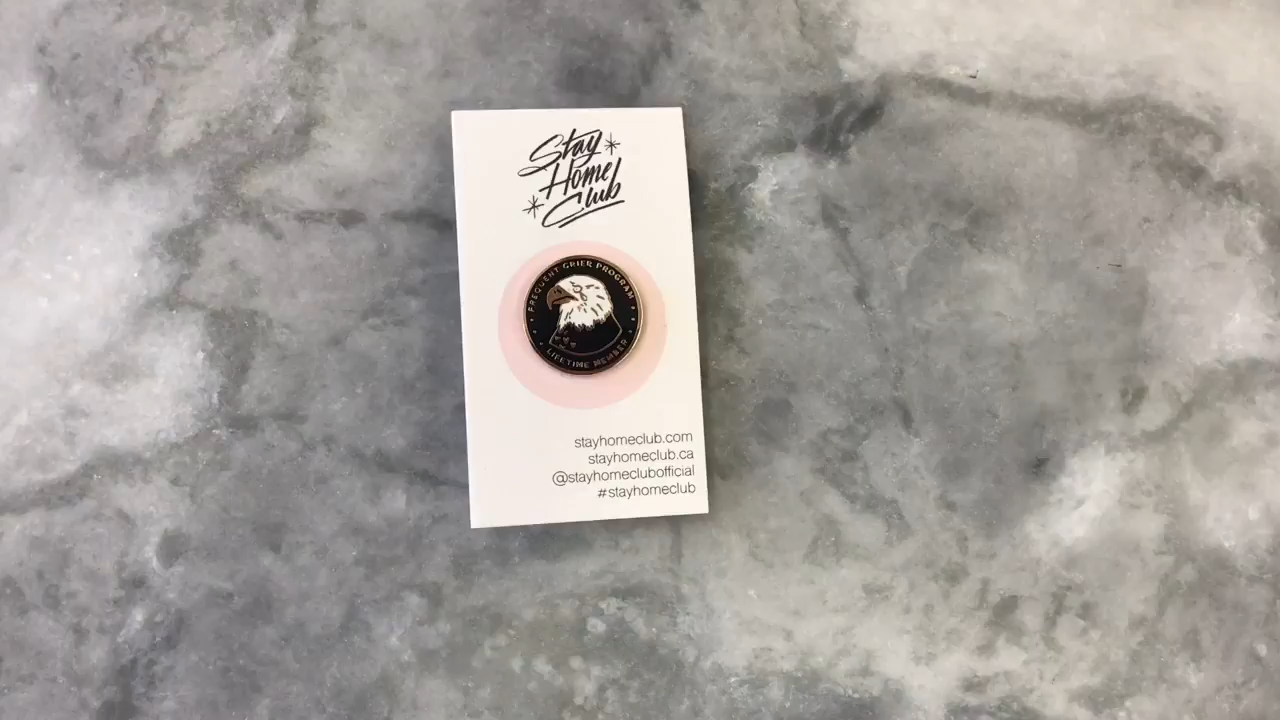 Stay
Home
Club
FREQUENT CRIER PROGRAM
LIFETIME MEMBER
stayhomeclub.com
stayhomeclub.ca
@stayhomeclubofficial
#stayhomeclub